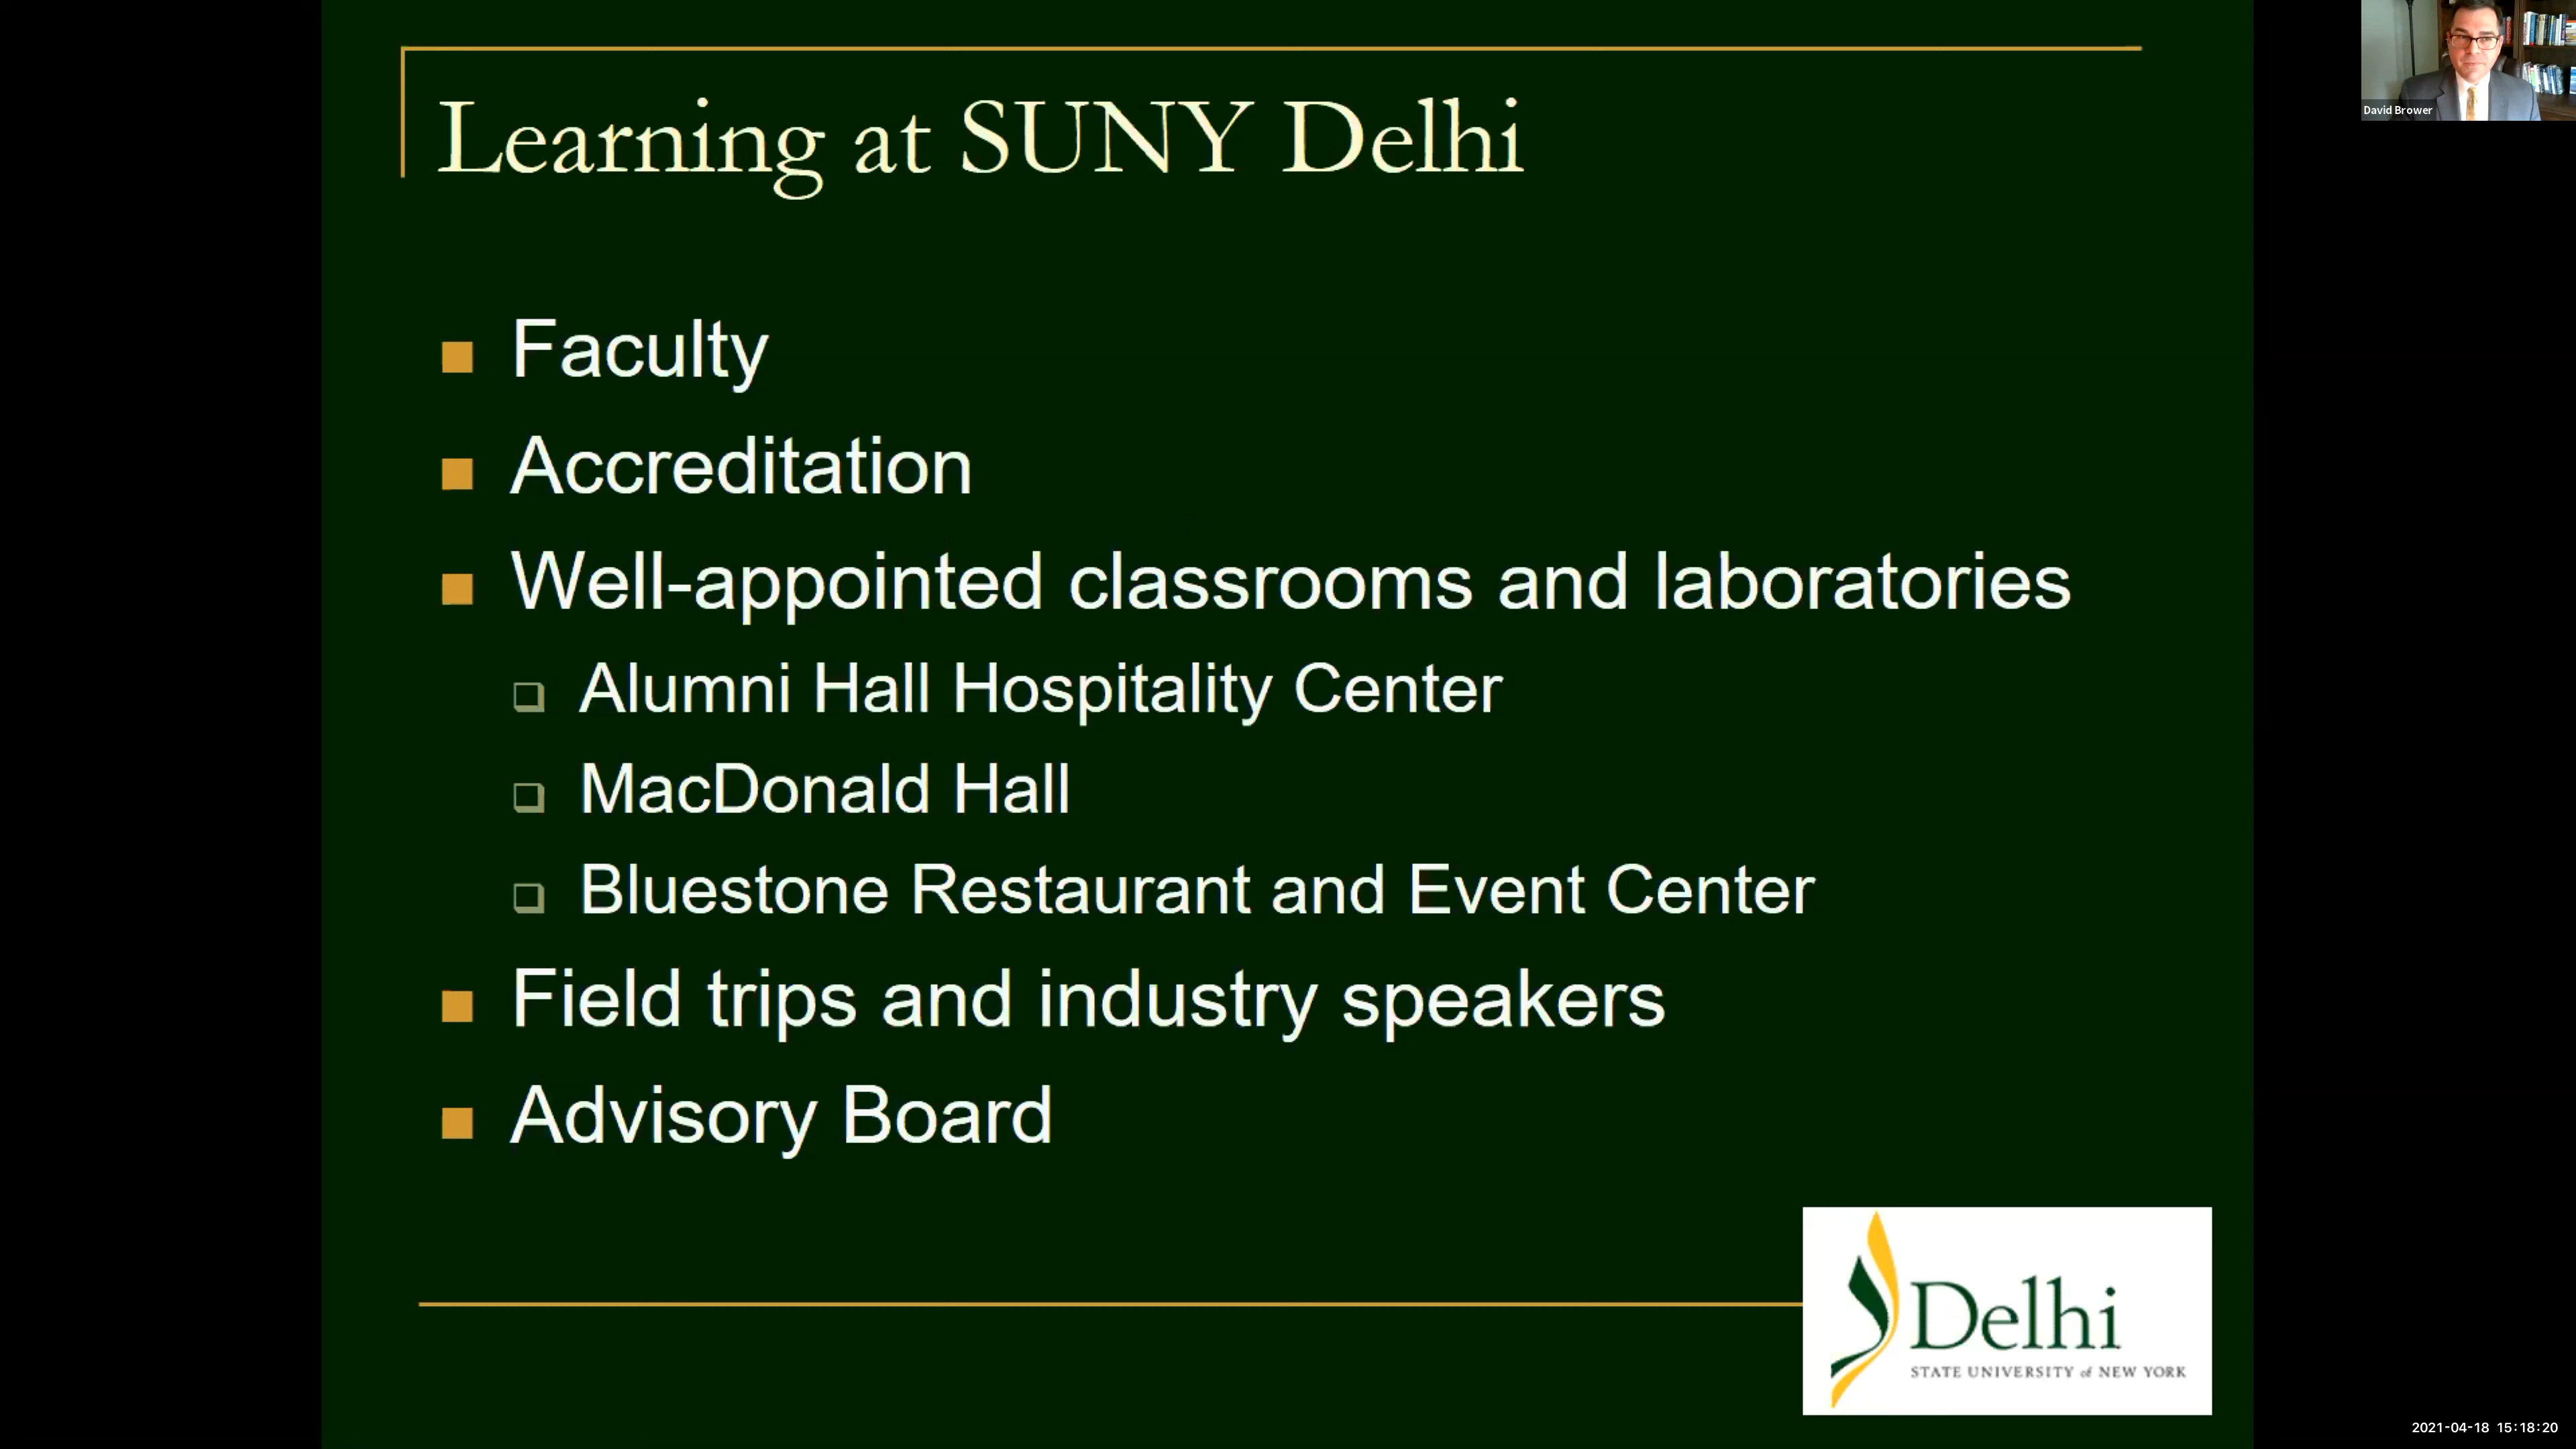 Learning at SUNY Delhi
David Brower
Faculty
Accreditation
Well-appointed classrooms and laboratories
Alumni Hall Hospitality Center
MacDonald Hall
Bluestone Restaurant and Event Center
Field trips and industry speakers
Advisory Board
Delhi
STATE UNIVERSITY of NEW YORK
2021-04-18 15:18:20